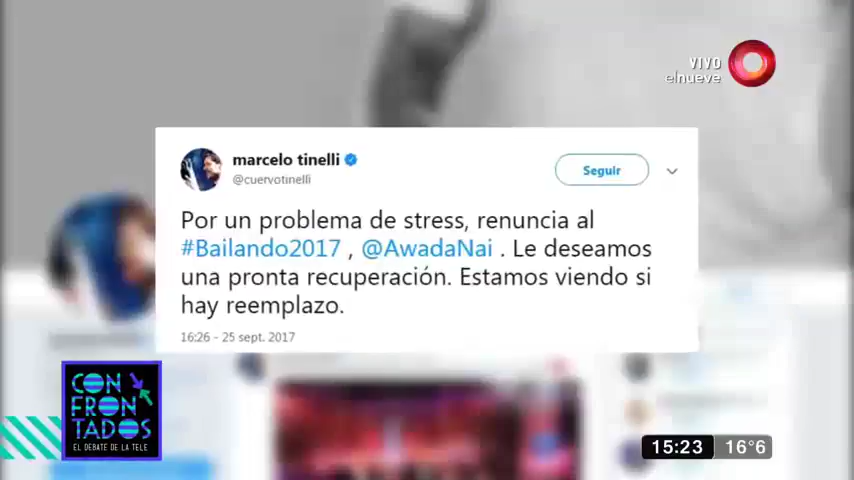 VIVO
elnueve
marcelo tinelli
@cuervotinelli
Seguir
Por un problema de stress, renuncia al
#Bailando2017 , @AwadaNai . Le deseamos
una pronta recuperación. Estamos viendo si
hay reemplazo.
16:26 - 25 sept. 2017
CON
FRON
TADOS
EL DEBATE DE LA TELE
15:23 16°6